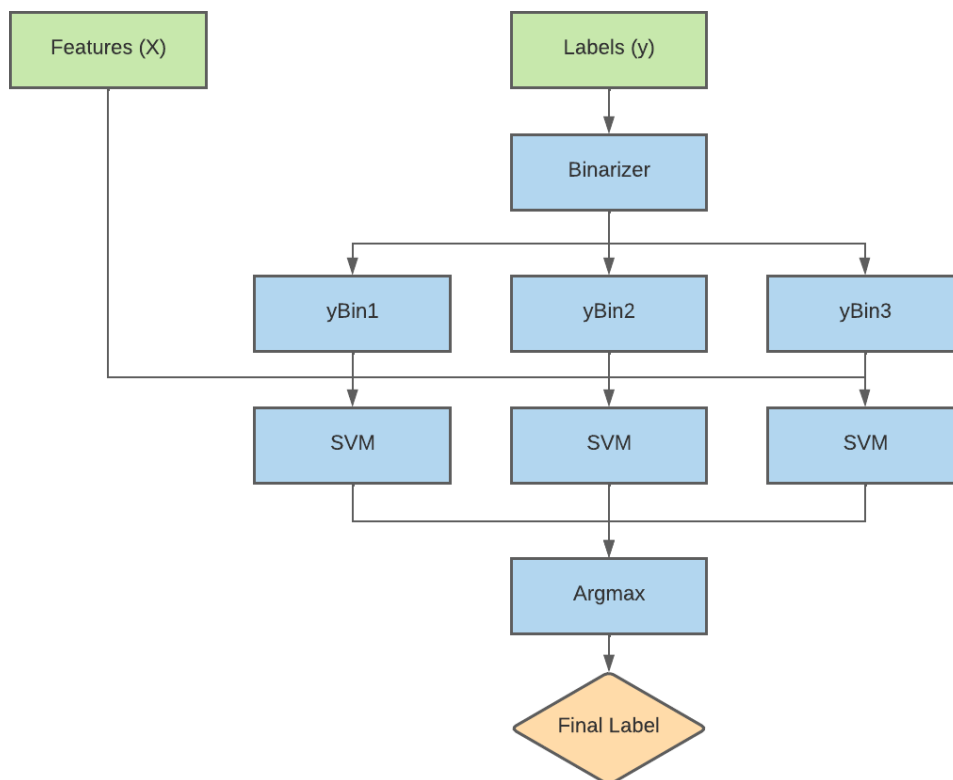 Features (X)
Labels (y)
Binarizer
yBin1
yBin2
yBin3
SVM
SVM
SVM
Argmax
Final Label